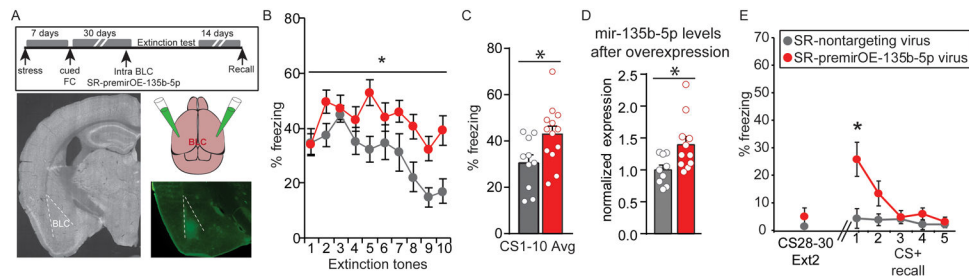 A
7 days
30 days
Extinction test
14 days
stress
cued
FC
Intra BLC
SR-premirOE-135b-5p
Recall
BLC
BLC
B
*
% freezing
80
60
40
20
0
1 2 3 4 5 6 7 8 9 10
Extinction tones
C
*
% freezing
80
60
40
20
0
CS1-10 Avg
D
mir-135b-5p levels
after overexpression
*
normalized expression
2.5
2.0
1.5
1.0
0.5
0.0
E
SR-nontargeting virus
SR-premirOE-135b-5p virus
*
% freezing
70
60
50
40
30
20
10
0
CS28-30
Ext2
1 2 3 4 5
CS+
recall